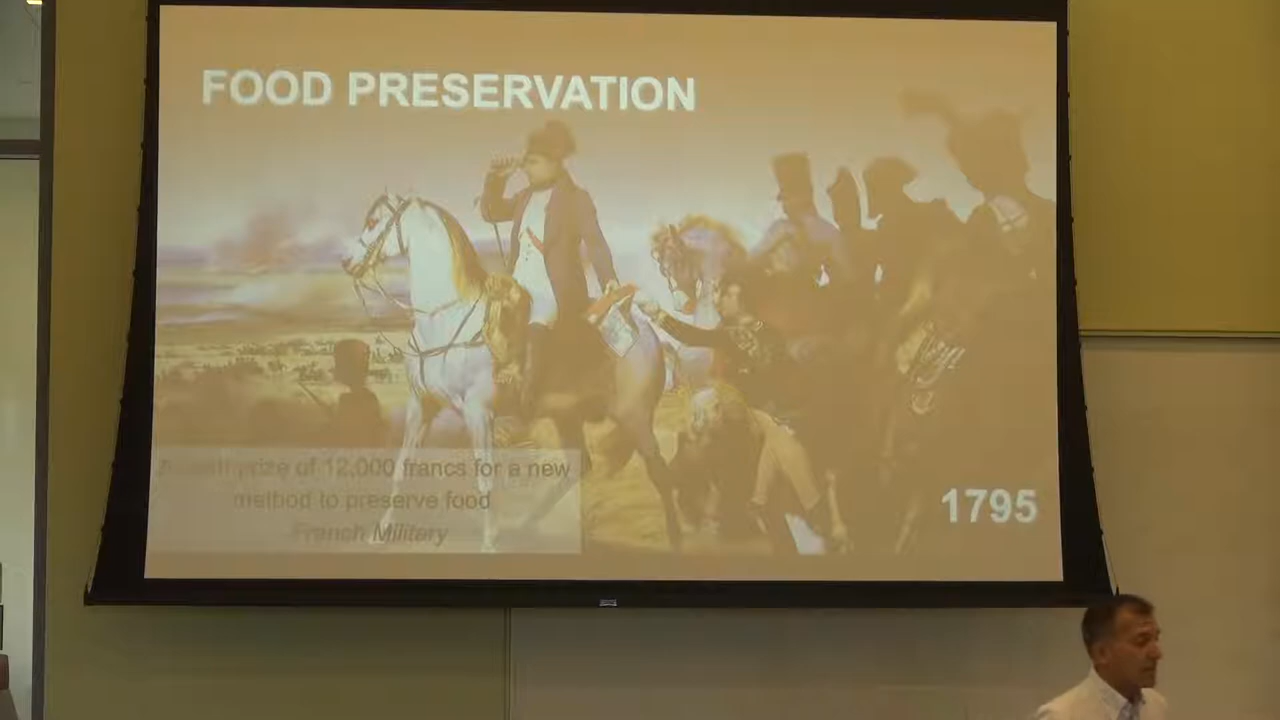 FOOD PRESERVATION
prize of 12,000 francs for a new
method to preserve food
French Military
1795